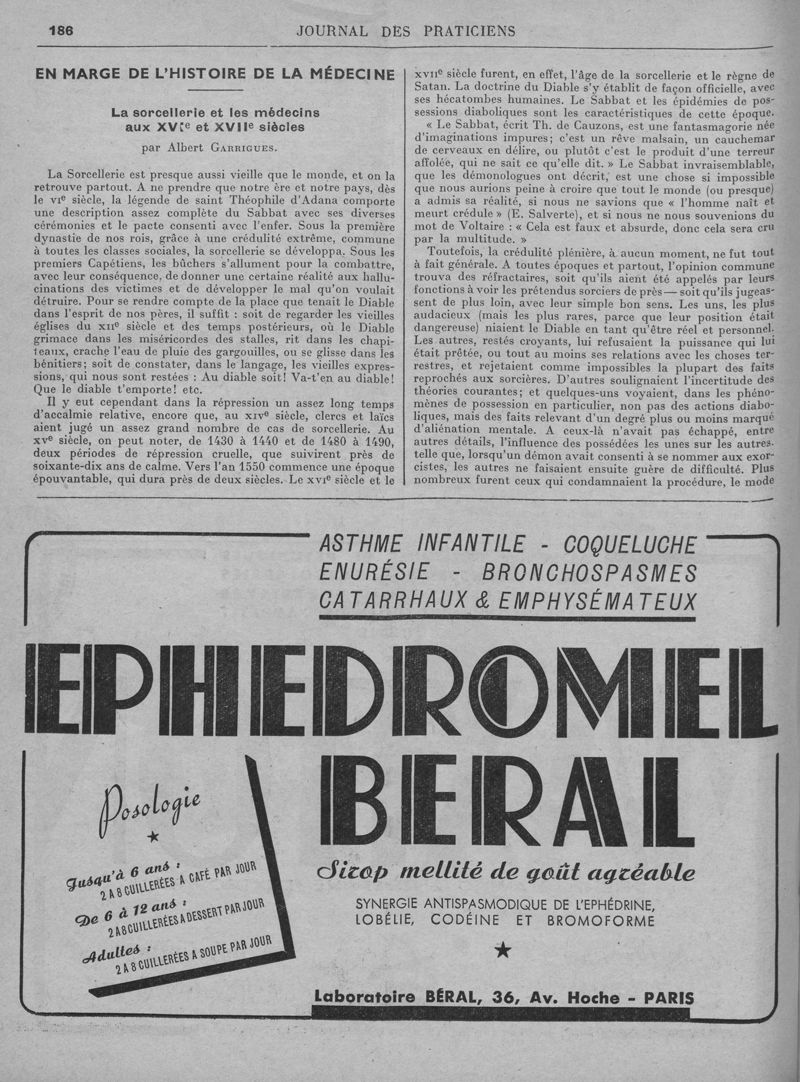 186
JOURNAL DES PRATICIENS
EN MARGE DE L'HISTOIRE DE LA MÉDECINE
La sorcellerie et les médecins
aux XVIe et XVIIe siècles
par Albert GARRIGUES.
La Sorcellerie est presque aussi vieille que le monde, et on la
retrouve partout. A ne prendre que notre ère et notre pays, dès
le VIe siècle, la légende de saint Théophile d'Adana comporte
une description assez complète du Sabbat avec ses diverses
cérémonies et le pacte consenti avec l'enfer. Sous la première
dynastie de nos rois, grâce à une crédulité extrême, commune
à toutes les classes sociales, la sorcellerie se développa. Sous les
premiers Capétiens, les bûchers s'allument pour la combattre,
avec leur conséquence, de donner une certaine réalité aux hallu-
cinations des victimes et de développer le mal qu'on voulait
détruire. Pour se rendre compte de la place que tenait le Diable
dans l'esprit de nos pères, il suffit : soit de regarder les vieilles
églises du XIIe siècle et des temps postérieurs, où le Diable
grimace dans les miséricordes des stalles, rit dans les chapi-
teaux, crache l'eau de pluie des gargouilles, ou se glisse dans les
bénitiers; soit de constater, dans le langage, les vieilles expres-
sions, qui nous sont restées : Au diable soit! Va-t'en au diable!
Que le diable t'emporte! etc.
Il y eut cependant dans la répression un assez long temps
d'accalmie relative, encore que, au XIVe siècle, clercs et laïcs
aient jugé un assez grand nombre de cas de sorcellerie. Au
XVe siècle, on peut noter, de 1430 à 1440 et de 1480 à 1490,
deux périodes de répression cruelle, que suivirent près de
soixante-dix ans de calme. Vers l'an 1550 commence une époque
épouvantable, qui dura près de deux siècles. Le XVIe siècle et le
XVIIe siècle furent, en effet, l'âge de la sorcellerie et le règne de
Satan. La doctrine du Diable s'y établit de façon officielle, avec
ses hécatombes humaines. Le Sabbat et les épidémies de pos-
sessions diaboliques sont les caractéristiques de cette époque.
« Le Sabbat, écrit Th. de Cauzons, est une fantasmagorie née
d'imaginations impures; c'est un rêve malsain, un cauchemar
de cerveaux en délire, ou plutôt c'est le produit d'une terreur
affolée, qui ne sait ce qu'elle dit. » Le Sabbat invraisemblable,
que les démonologues ont décrit, est une chose si impossible
que nous aurions peine à croire que tout le monde (ou presque)
a admis sa réalité, si nous ne savions que « l'homme naît et
meurt crédule » (E. Salverte), et si nous ne nous souvenions du
mot de Voltaire : « Cela est faux et absurde, donc cela sera cru
par la multitude. »
Toutefois, la crédulité plénière, à aucun moment, ne fut tout
à fait générale. A toutes époques et partout, l'opinion commune
trouva des réfractaires, soit qu'ils aient été appelés par leurs
fonctions à voir les prétendus sorciers de près — soit qu'ils jugeas-
sent de plus loin, avec leur simple bon sens. Les uns, les plus
audacieux (mais les plus rares, parce que leur position était
dangereuse) niaient le Diable en tant qu'être réel et personnel.
Les autres, restés croyants, lui refusaient la puissance qui lui
était prêtée, ou tout au moins ses relations avec les choses ter-
restres, et rejetaient comme impossibles la plupart des faits
reprochés aux sorcières. D'autres soulignaient l'incertitude des
théories courantes; et quelques-uns voyaient, dans les phéno-
mènes de possession en particulier, non pas des actions diabo-
liques, mais des faits relevant d'un degré plus ou moins marqué
d'aliénation mentale. A ceux-là n'avait pas échappé, entre
autres détails, l'influence des possédées les unes sur les autres.
telle que, lorsqu'un démon avait consenti à se nommer aux exor-
cistes, les autres ne faisaient ensuite guère de difficulté. Plus
nombreux furent ceux qui condamnaient la procédure, le mode
ASTHME INFANTILE - COQUELUCHE
ENURÉSIE - BRONCHOSPASMES
CATARRHAUX & EMPHYSÉMATEUX
EPHEDROMEL
BERAL
Posologie
Jusqu'à 6 ans :
2 A 8 CUILLERÉES A CAFÉ PAR JOUR
De 6 à 12 ans :
2 A 8 CUILLERÉES A DESSERT PAR JOUR
Adultes :
2 A 8 CUILLERÉES A SOUPE PAR JOUR
Sirop mellité de goût agréable
SYNERGIE ANTISPASMODIQUE DE L'EPHÉDRINE,
LOBÉLIE, CODÉINE ET BROMOFORME
Laboratoire BÉRAL, 36, Av. Hoche - PARIS